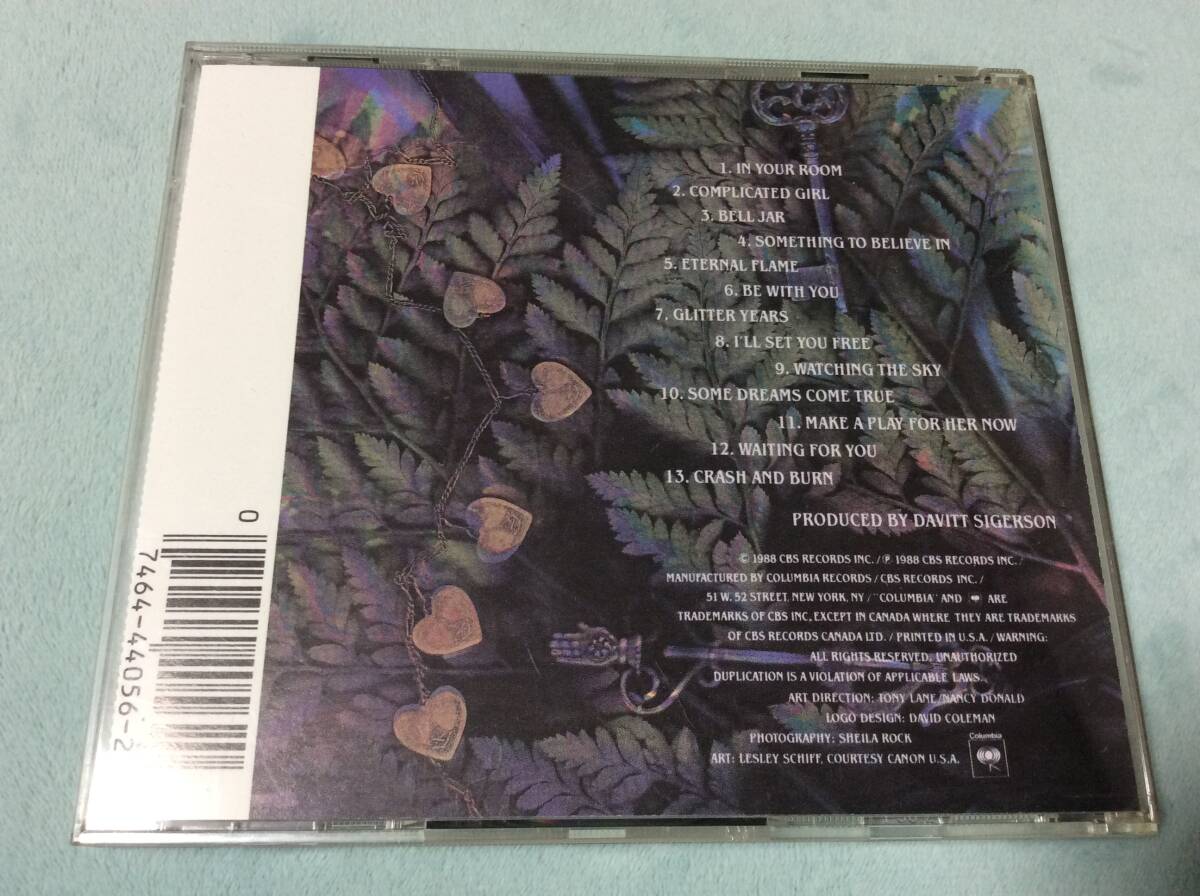 1. IN YOUR ROOM
2. COMPLICATED GIRL
3. BELL JAR
4. SOMETHING TO BELIEVE IN
5. ETERNAL FLAME
6. BE WITH YOU
7. GLITTER YEARS
8. I'LL SET YOU FREE
9. WATCHING THE SKY
10. SOME DREAMS COME TRUE
11. MAKE A PLAY FOR HER NOW
12. WAITING FOR YOU
13. CRASH AND BURN
PRODUCED BY DAVITT SIGERSON
© 1988 CBS RECORDS INC. / ℗ 1988 CBS RECORDS INC. /
MANUFACTURED BY COLUMBIA RECORDS / CBS RECORDS INC. /
51 W. 52 STREET, NEW YORK, NY / "COLUMBIA" AND ARE
TRADEMARKS OF CBS INC., EXCEPT IN CANADA WHERE THEY ARE TRADEMARKS
OF CBS RECORDS CANADA LTD. / PRINTED IN U.S.A. / WARNING:
ALL RIGHTS RESERVED. UNAUTHORIZED
DUPLICATION IS A VIOLATION OF APPLICABLE LAWS.
ART DIRECTION: TONY LANE/NANCY DONALD
LOGO DESIGN: DAVID COLEMAN
PHOTOGRAPHY: SHEILA ROCK
ART: LESLEY SCHIFF, COURTESY CANON U.S.A.
Columbia
0
7464-44056-2